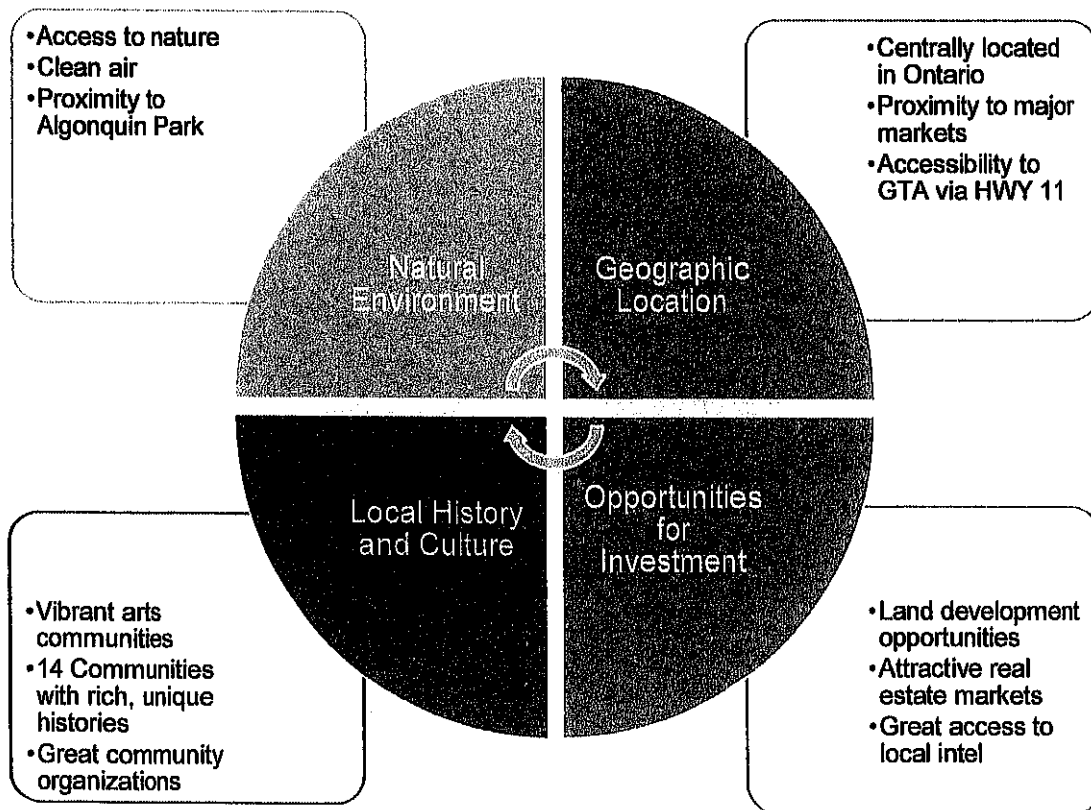 •Access to nature
•Clean air
•Proximity to
Algonquin Park
•Centrally located
in Ontario
•Proximity to major
markets
•Accessibility to
GTA via HWY 11
Natural
Environment
Geographic
Location
Local History
and Culture
Opportunities
for
Investment
•Vibrant arts
communities
•14 Communities
with rich, unique
histories
•Great community
organizations
•Land development
opportunities
•Attractive real
estate markets
•Great access to
local intel